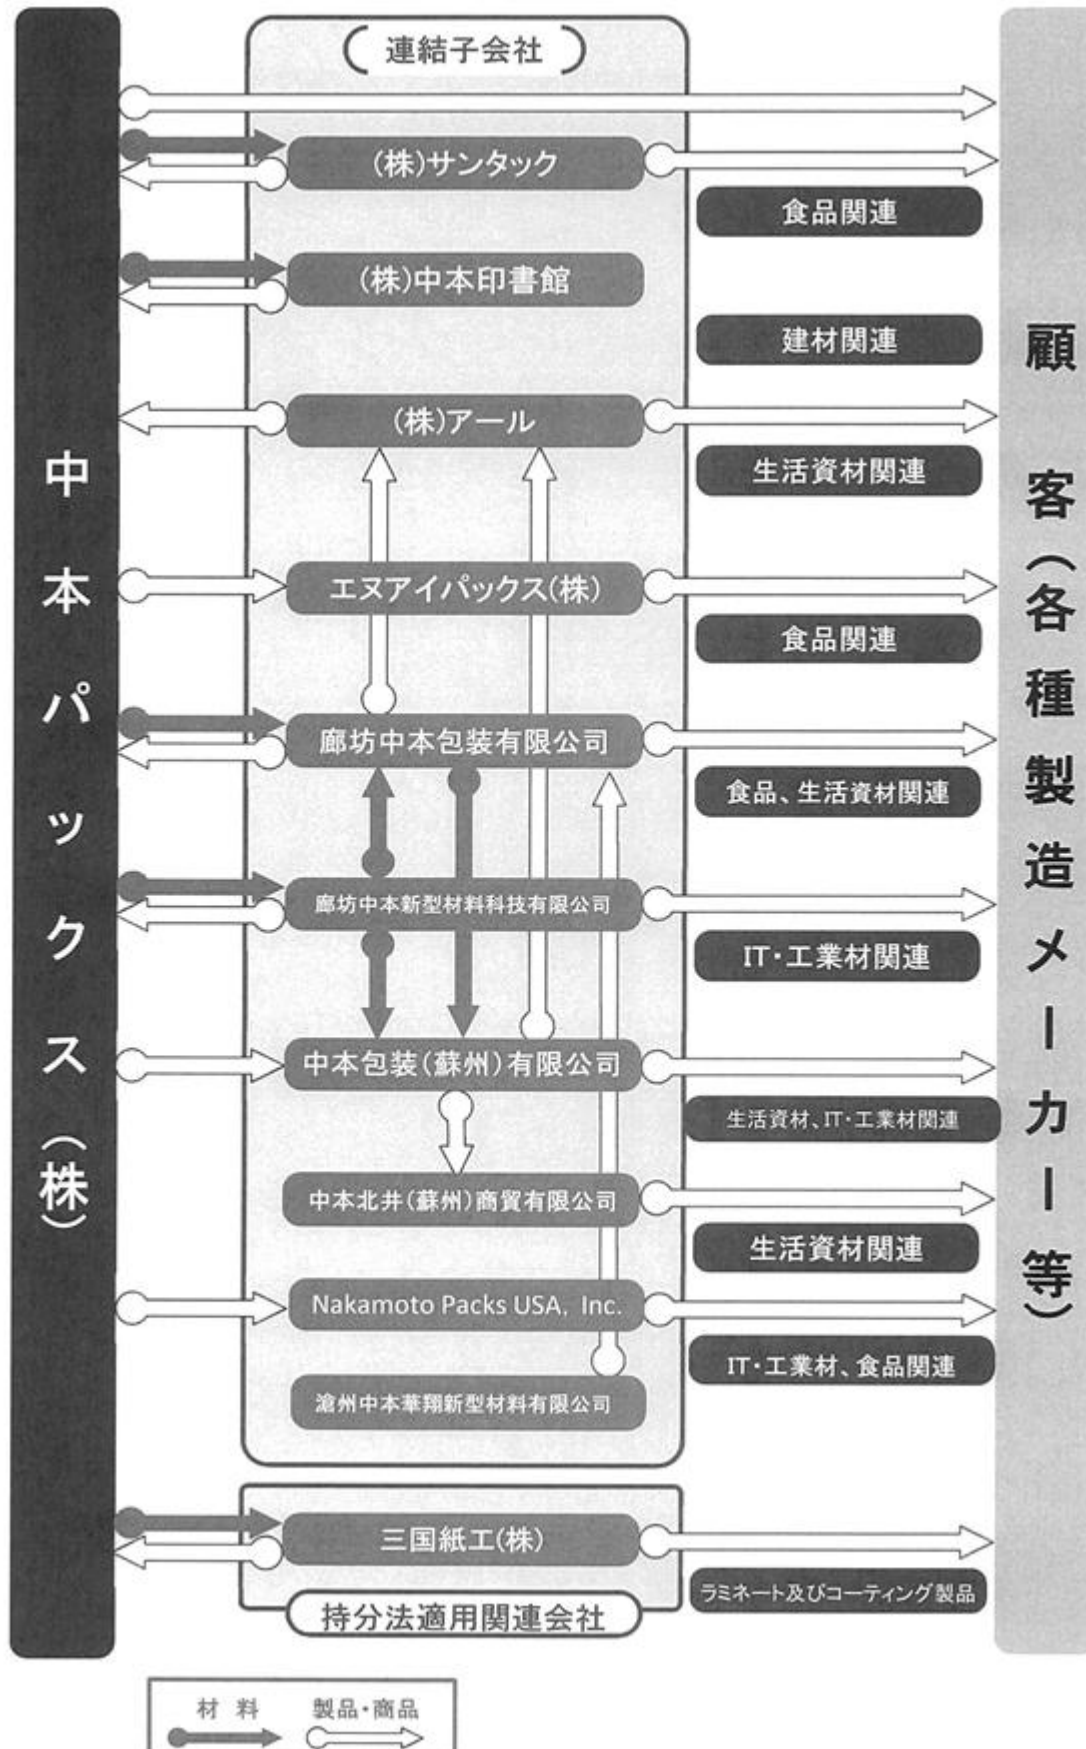 連結子会社
中本パックス(株)
(株)サンタック
食品関連
(株)中本印書館
建材関連
(株)アール
生活資材関連
エヌアイパックス(株)
食品関連
廊坊中本包装有限公司
食品、生活資材関連
廊坊中本新型材料科技有限公司
IT・工業材関連
中本包装(蘇州)有限公司
生活資材、IT・工業材関連
中本北井(蘇州)商貿有限公司
生活資材関連
Nakamoto Packs USA, Inc.
IT・工業材、食品関連
滄州中本華翔新型材料有限公司
三国紙工(株)
ラミネート及びコーティング製品
持分法適用関連会社
顧客(各種製造メーカー等)
材料 製品・商品